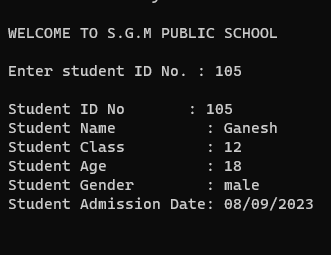 WELCOME TO S.G.M PUBLIC SCHOOL
Enter student ID No. : 105
Student ID No       : 105
Student Name          : Ganesh
Student Class         : 12
Student Age           : 18
Student Gender        : male
Student Admission Date: 08/09/2023